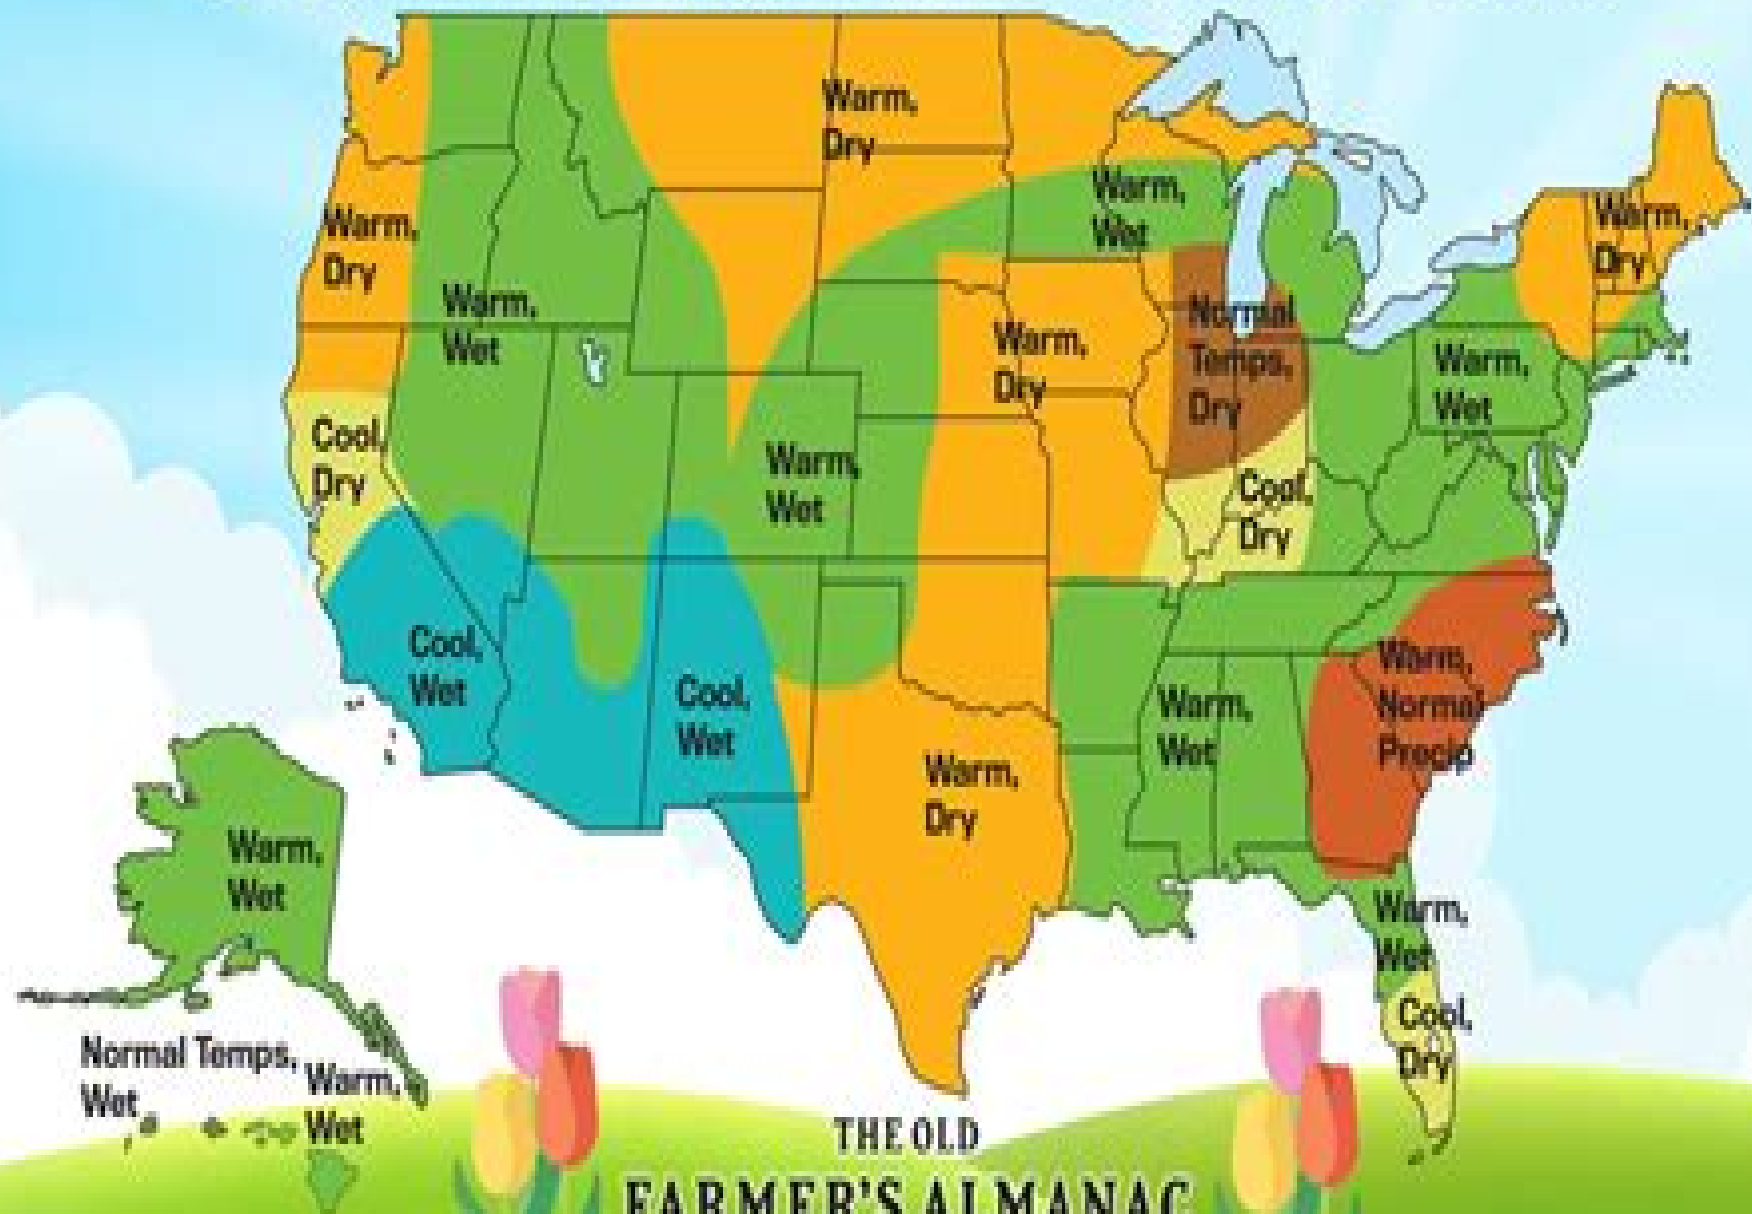 Warm,
Dry
Warm,
Wet
Warm,
Dry
Warm,
Dry
Warm,
Wet
Normal
Temps,
Dry
Warm,
Dry
Warm,
Wet
Cool,
Dry
Warm,
Wet
Cool,
Dry
Cool,
Wet
Cool,
Wet
Warm,
Wet
Warm,
Normal
Precip
Warm,
Dry
Warm,
Wet
Warm,
Wet
Cool,
Dry
Normal Temps,
Wet
Warm,
Wet
THE OLD
FARMER'S ALMANAC